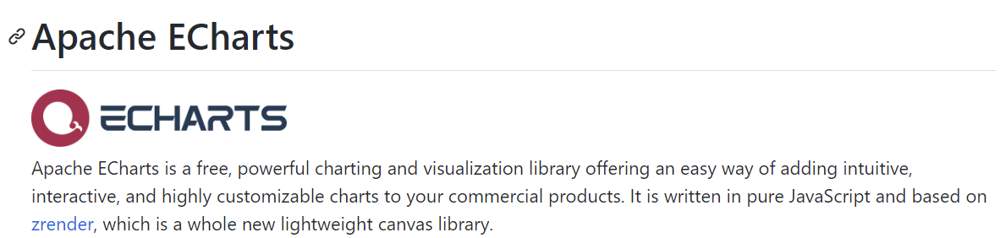 Apache ECharts
ECHARTS
Apache ECharts is a free, powerful charting and visualization library offering an easy way of adding intuitive,
interactive, and highly customizable charts to your commercial products. It is written in pure JavaScript and based on
zrender, which is a whole new lightweight canvas library.